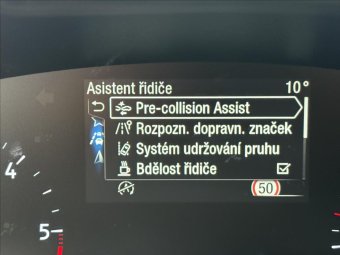 Asistent řidiče 10°
Pre-collision Assist
Rozpozn. dopravn. značek
Systém udržování pruhu
Bdělost řidiče
50
4
5